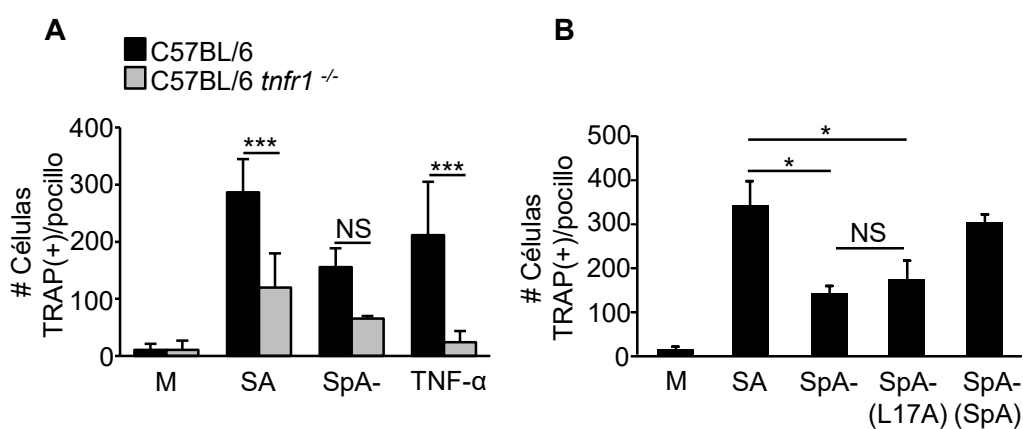 A
C57BL/6
C57BL/6 tnfr1 -/-
# Células
TRAP(+)/pocillo
400
300
200
100
0
***
NS
***
M
SA
SpA-
TNF-α
B
# Células
TRAP(+)/pocillo
500
400
300
200
100
0
*
*
NS
M
SA
SpA-
SpA-
(L17A)
SpA-
(SpA)